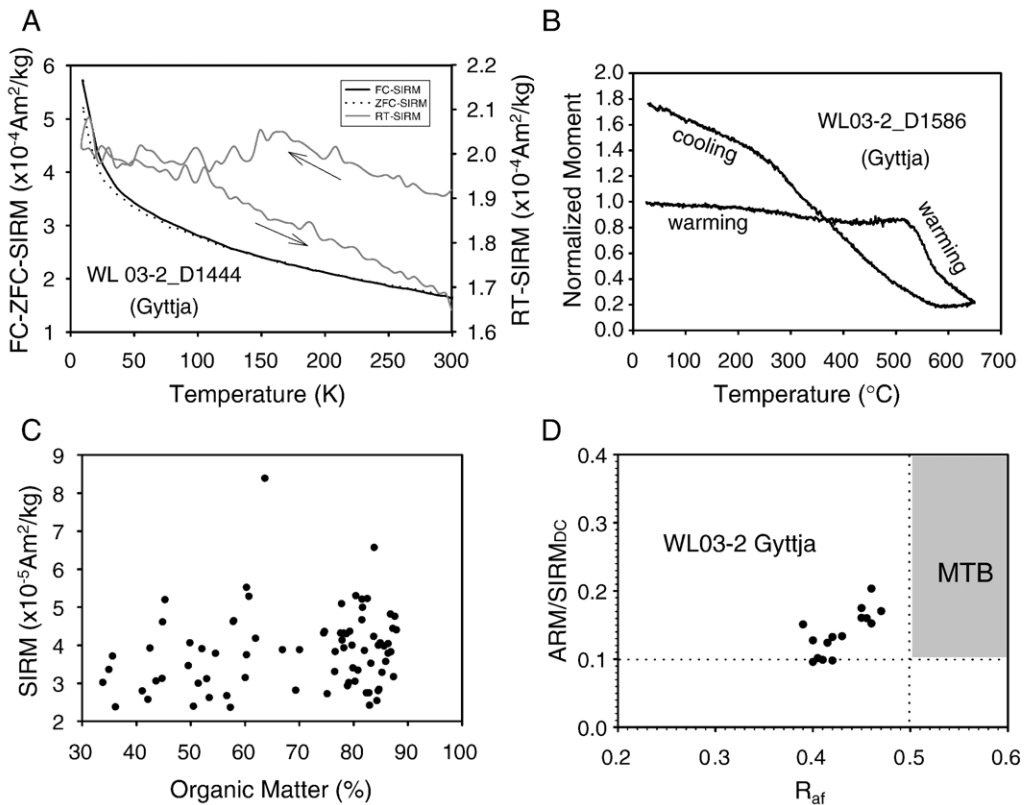 A
FC-ZFC-SIRM (x10-4Am2/kg)
300
9
8
7
6
5
4
3
2
1
0
50
100
150
200
250
300
Temperature (K)
2.2
2.1
2.0
1.9
1.8
1.7
1.6
RT-SIRM (x10-4Am2/kg)
FC-SIRM
ZFC-SIRM
RT-SIRM
WL 03-2_D1444
(Gyttja)
B
Normalized Moment
2.0
1.8
1.6
1.4
1.2
1.0
0.8
0.6
0.4
0.2
0.0
0
100
200
300
400
500
600
700
Temperature (°C)
WL03-2_D1586
(Gyttja)
cooling
warming
warming
C
SIRM (x10-5Am2/kg)
9
8
7
6
5
4
3
2
30
40
50
60
70
80
90
100
Organic Matter (%)
D
ARM/SIRMDC
0.4
0.3
0.2
0.1
0.0
0.2
0.3
0.4
0.5
0.6
Raf
WL03-2 Gyttja
MTB